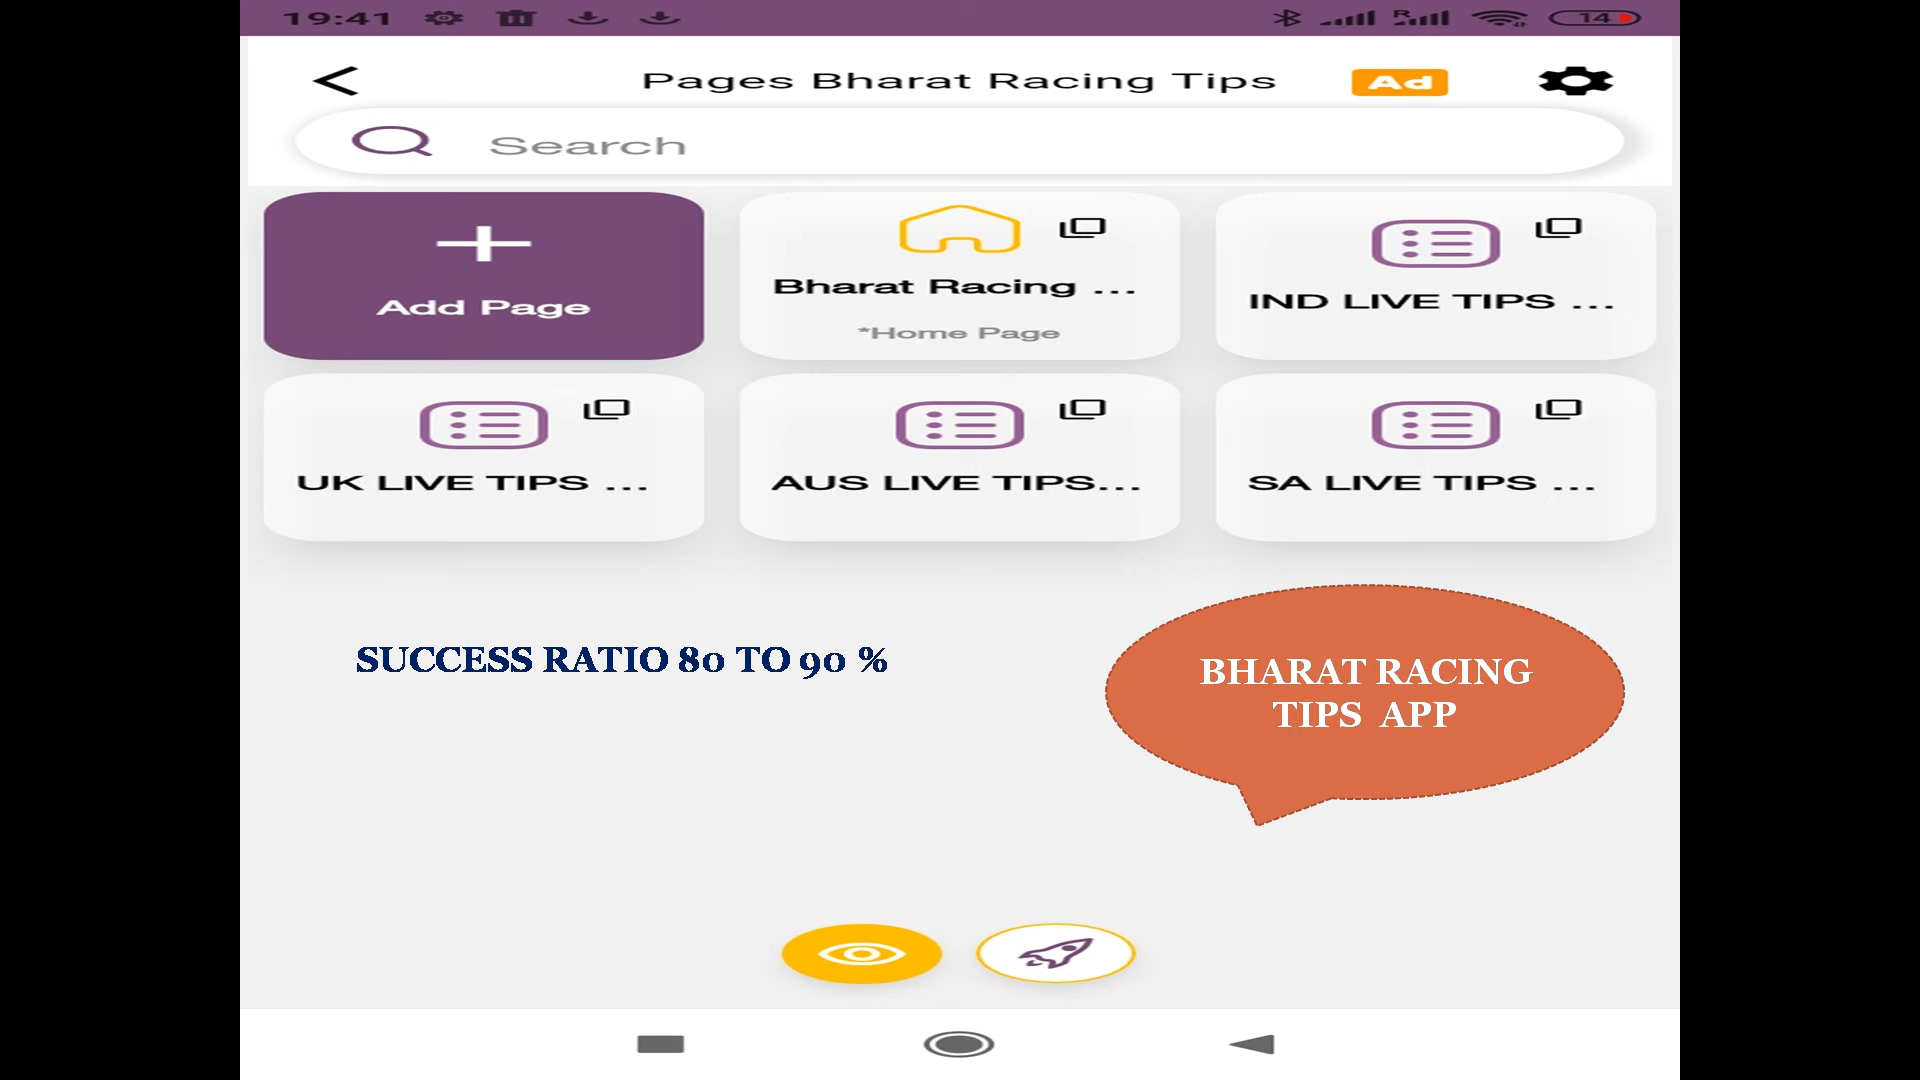 19:41
R
14
Pages Bharat Racing Tips
Ad
Search
Add Page
Bharat Racing ...
*Home Page
IND LIVE TIPS ...
UK LIVE TIPS ...
AUS LIVE TIPS...
SA LIVE TIPS ...
SUCCESS RATIO 80 TO 90 %
BHARAT RACING
TIPS APP